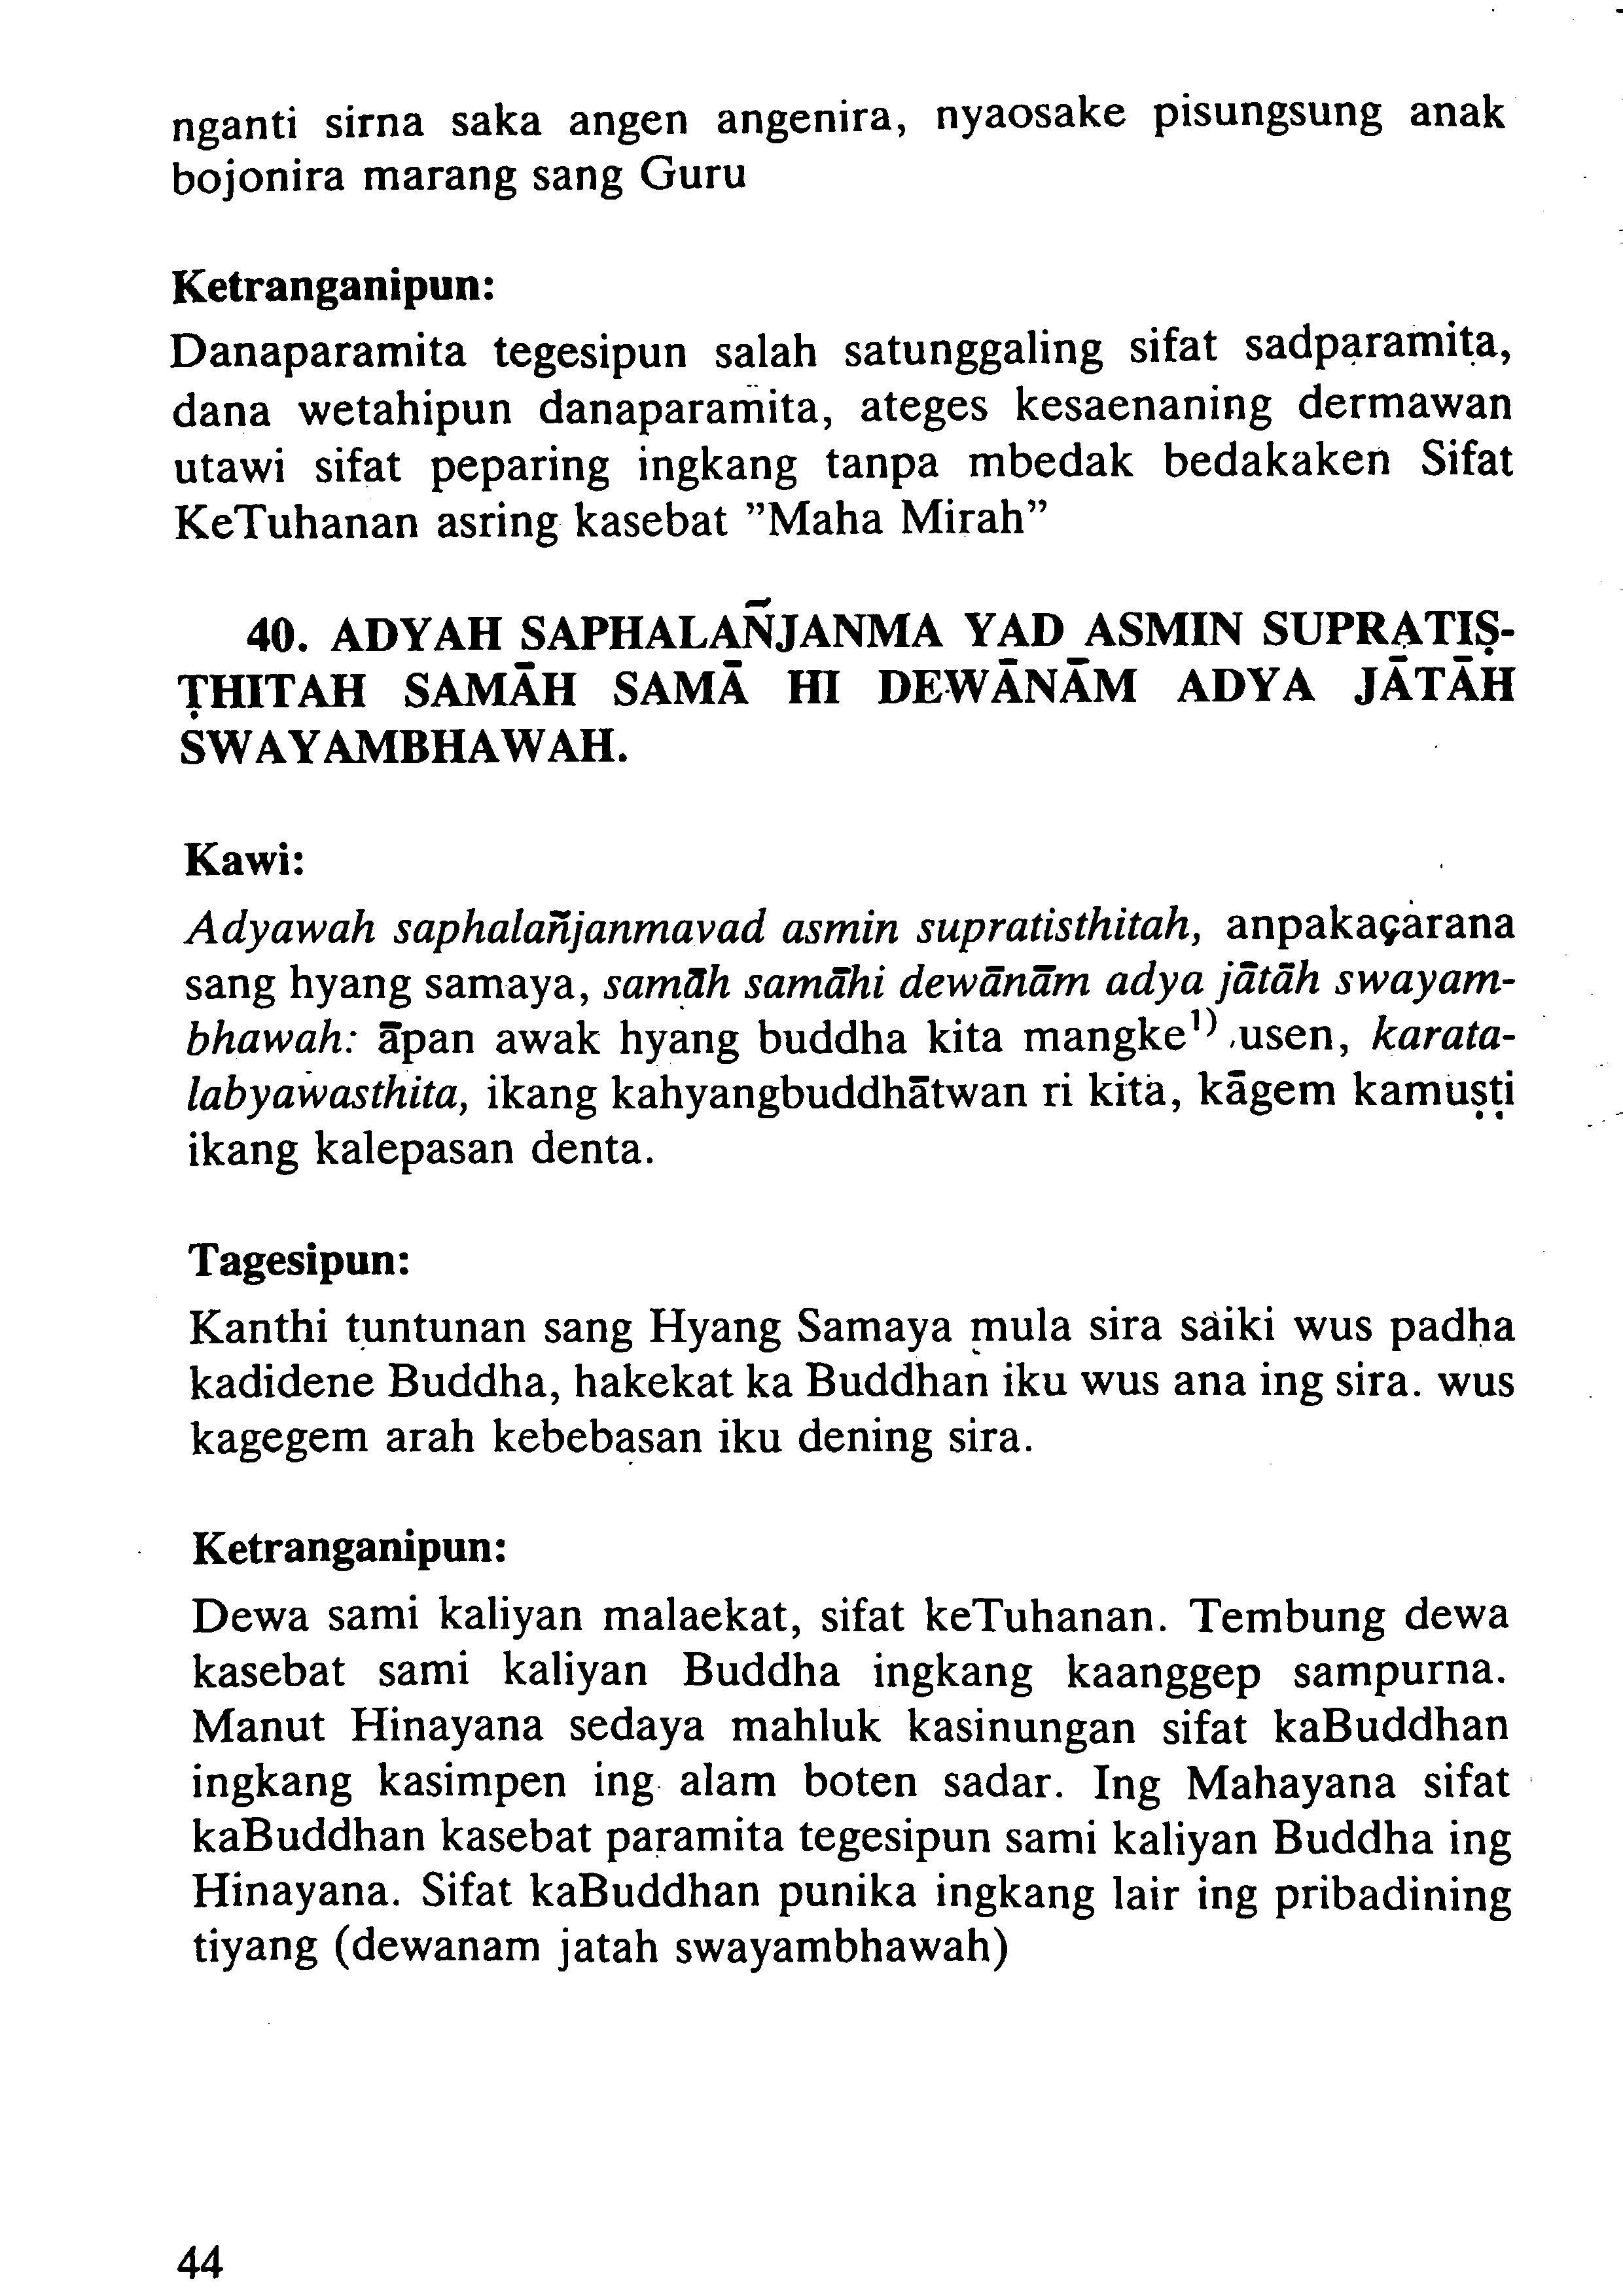 nganti sirna saka angen angenira, nyaosake pisungsung anak
bojonira marang sang Guru
Ketranganipun:
Danaparamita tegesipun salah satunggaling sifat sadparamita,
dana wetahipun danaparamita, ateges kesaenaning dermawan
utawi sifat peparing ingkang tanpa mbedak bedakaken Sifat
KeTuhanan asring kasebat ”Maha Mirah”
40. ADYAH SAPHALAÑJANMA YAD ASMIN SUPRATIṢ-
ṬHITAH SAMĀH SAMĀ HI DEWĀNĀM ADYA JĀTĀH
SWAYAMBHAWAH.
Kawi:
Adyawah saphalañjanmavad asmin supratisthitah, anpakaçarana
sang hyang samaya, samāh samāhi dewānām adya jātāh swayam-
bhawah: āpan awak hyang buddha kita mangke¹⁾ usen, karata-
labyawasthita, ikang kahyangbuddhātwan ri kita, kāgem kamuṣṭi
ikang kalepasan denta.
Tagesipun:
Kanthi tuntunan sang Hyang Samaya mula sira saiki wus padha
kadidene Buddha, hakekat ka Buddhan iku wus ana ing sira. wus
kagegem arah kebebasan iku dening sira.
Ketranganipun:
Dewa sami kaliyan malaekat, sifat keTuhanan. Tembung dewa
kasebat sami kaliyan Buddha ingkang kaanggep sampurna.
Manut Hinayana sedaya mahluk kasinungan sifat kaBuddhan
ingkang kasimpen ing alam boten sadar. Ing Mahayana sifat
kaBuddhan kasebat paramita tegesipun sami kaliyan Buddha ing
Hinayana. Sifat kaBuddhan punika ingkang lair ing pribadining
tiyang (dewanam jatah swayambhawah)
44